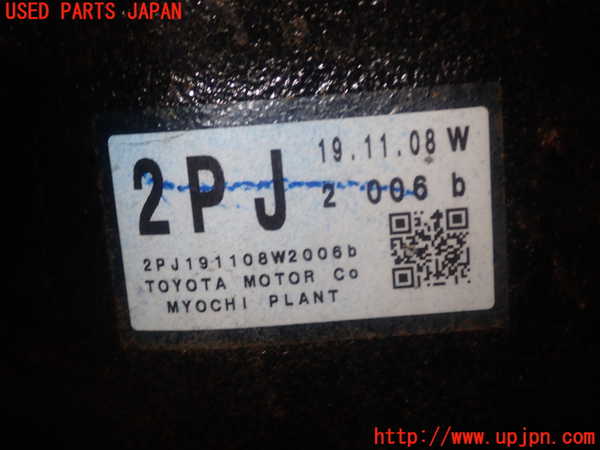 USED PARTS JAPAN
2PJ
19.11.08 W
2 006 b
2PJ191108W2006b
TOYOTA MOTOR Co
MYOCHI PLANT
http://www.upjpn.com